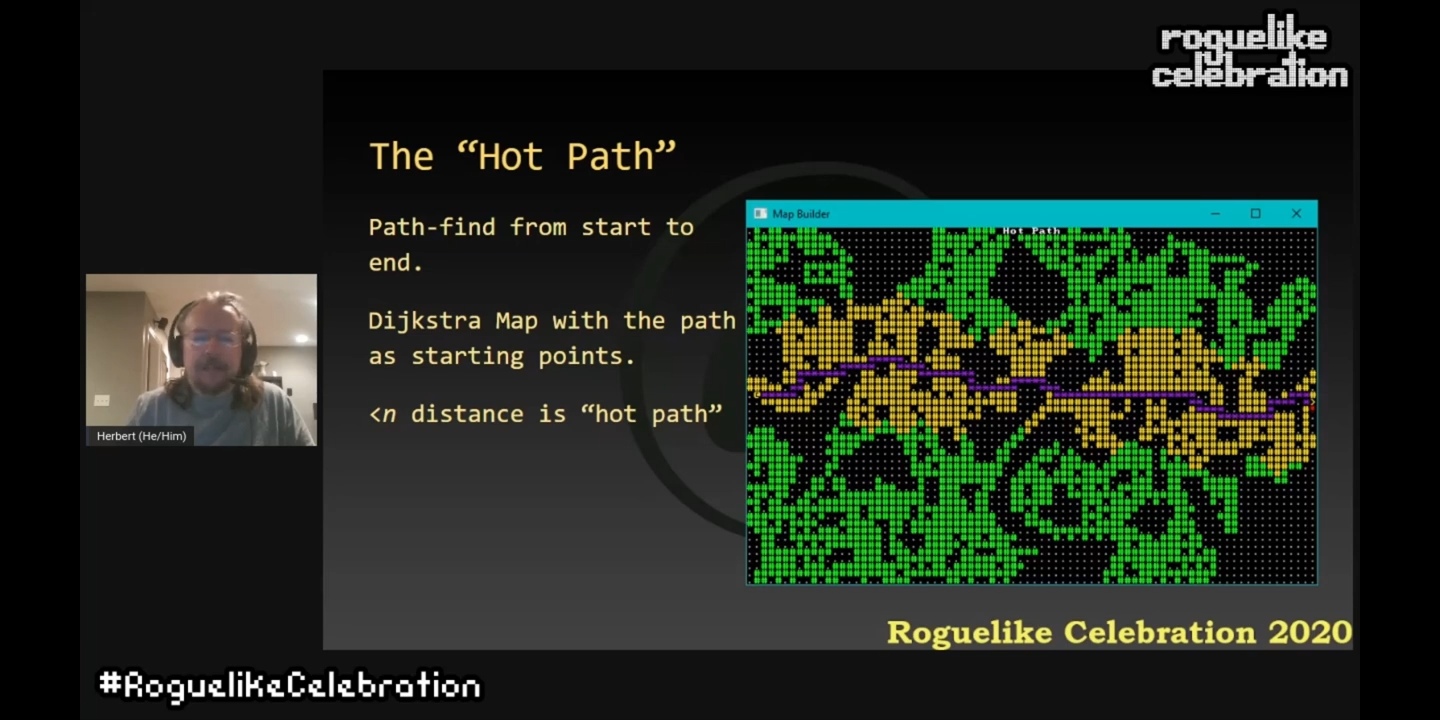 roguelike
celebration
The “Hot Path”
Path-find from start to
end.
Dijkstra Map with the path
as starting points.
<n distance is “hot path”
Map Builder
Hot Path
Herbert (He/Him)
Roguelike Celebration 2020
#RoguelikeCelebration